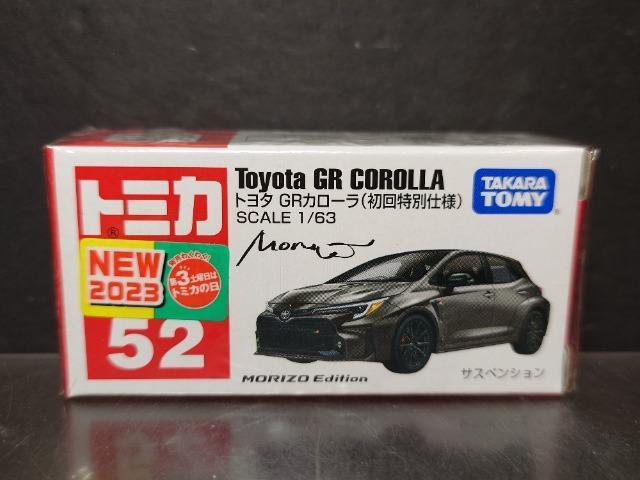 トミカ
®
Toyota GR COROLLA
トヨタ GRカローラ(初回特別仕様)
SCALE 1/63
Morizo
TAKARA
TOMY
NEW
2023
第3土曜日は
トミカの日
52
MORIZO Edition
サスペンション